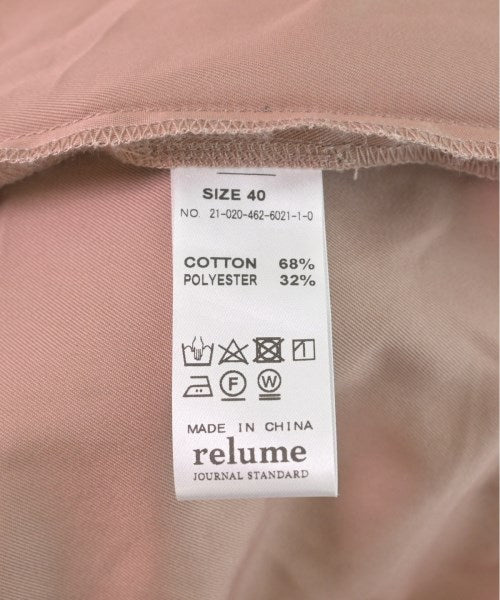 SIZE 40
NO. 21-020-462-6021-1-0
COTTON 68%
POLYESTER 32%
F W
MADE IN CHINA
relume
JOURNAL STANDARD